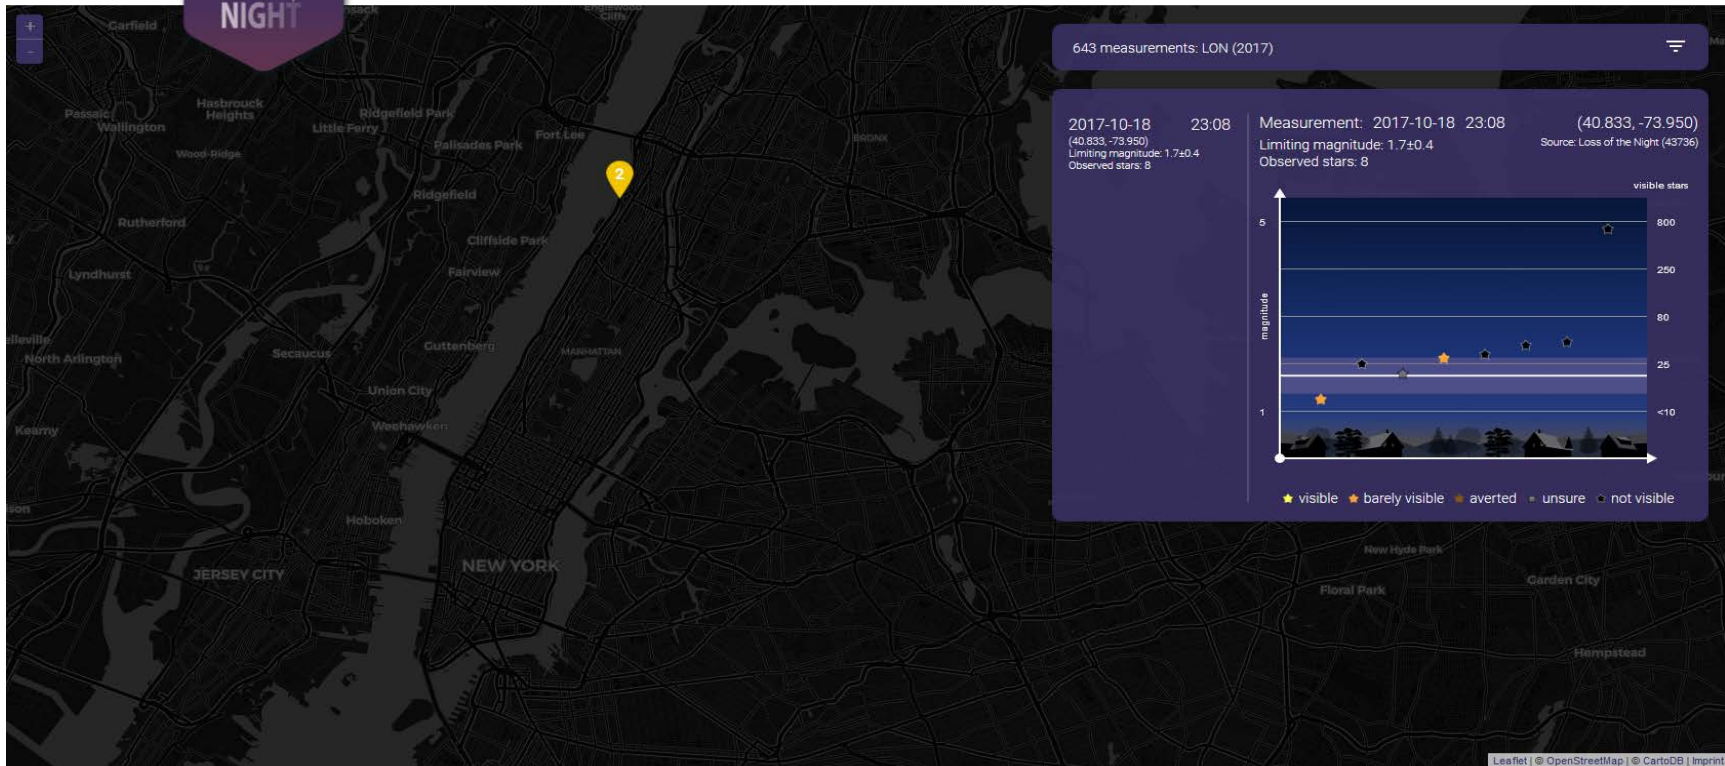 NIGHT
+
-
Garfield
Passaic
Wallington
Hasbrouck
Heights
Wood-Ridge
Rutherford
Lyndhurst
North Arlington
Kearny
Ridgefield Park
Little Ferry
Palisades Park
Fort Lee
2
BRONX
Ridgefield
Cliffside Park
Fairview
Guttenberg
Secaucus
MANHATTAN
Union City
Weehawken
Hoboken
JERSEY CITY
NEW YORK
643 measurements: LON (2017)
2017-10-18 23:08
(40.833, -73.950)
Limiting magnitude: 1.7±0.4
Observed stars: 8
Measurement: 2017-10-18 23:08 (40.833, -73.950)
Limiting magnitude: 1.7±0.4 Source: Loss of the Night (43736)
Observed stars: 8
visible stars
5 800
250
magnitude
80
25
1 <10
visible barely visible averted unsure not visible
New Hyde Park
Floral Park
Garden City
Hempstead
Leaflet | © OpenStreetMap | © CartoDB | Imprint